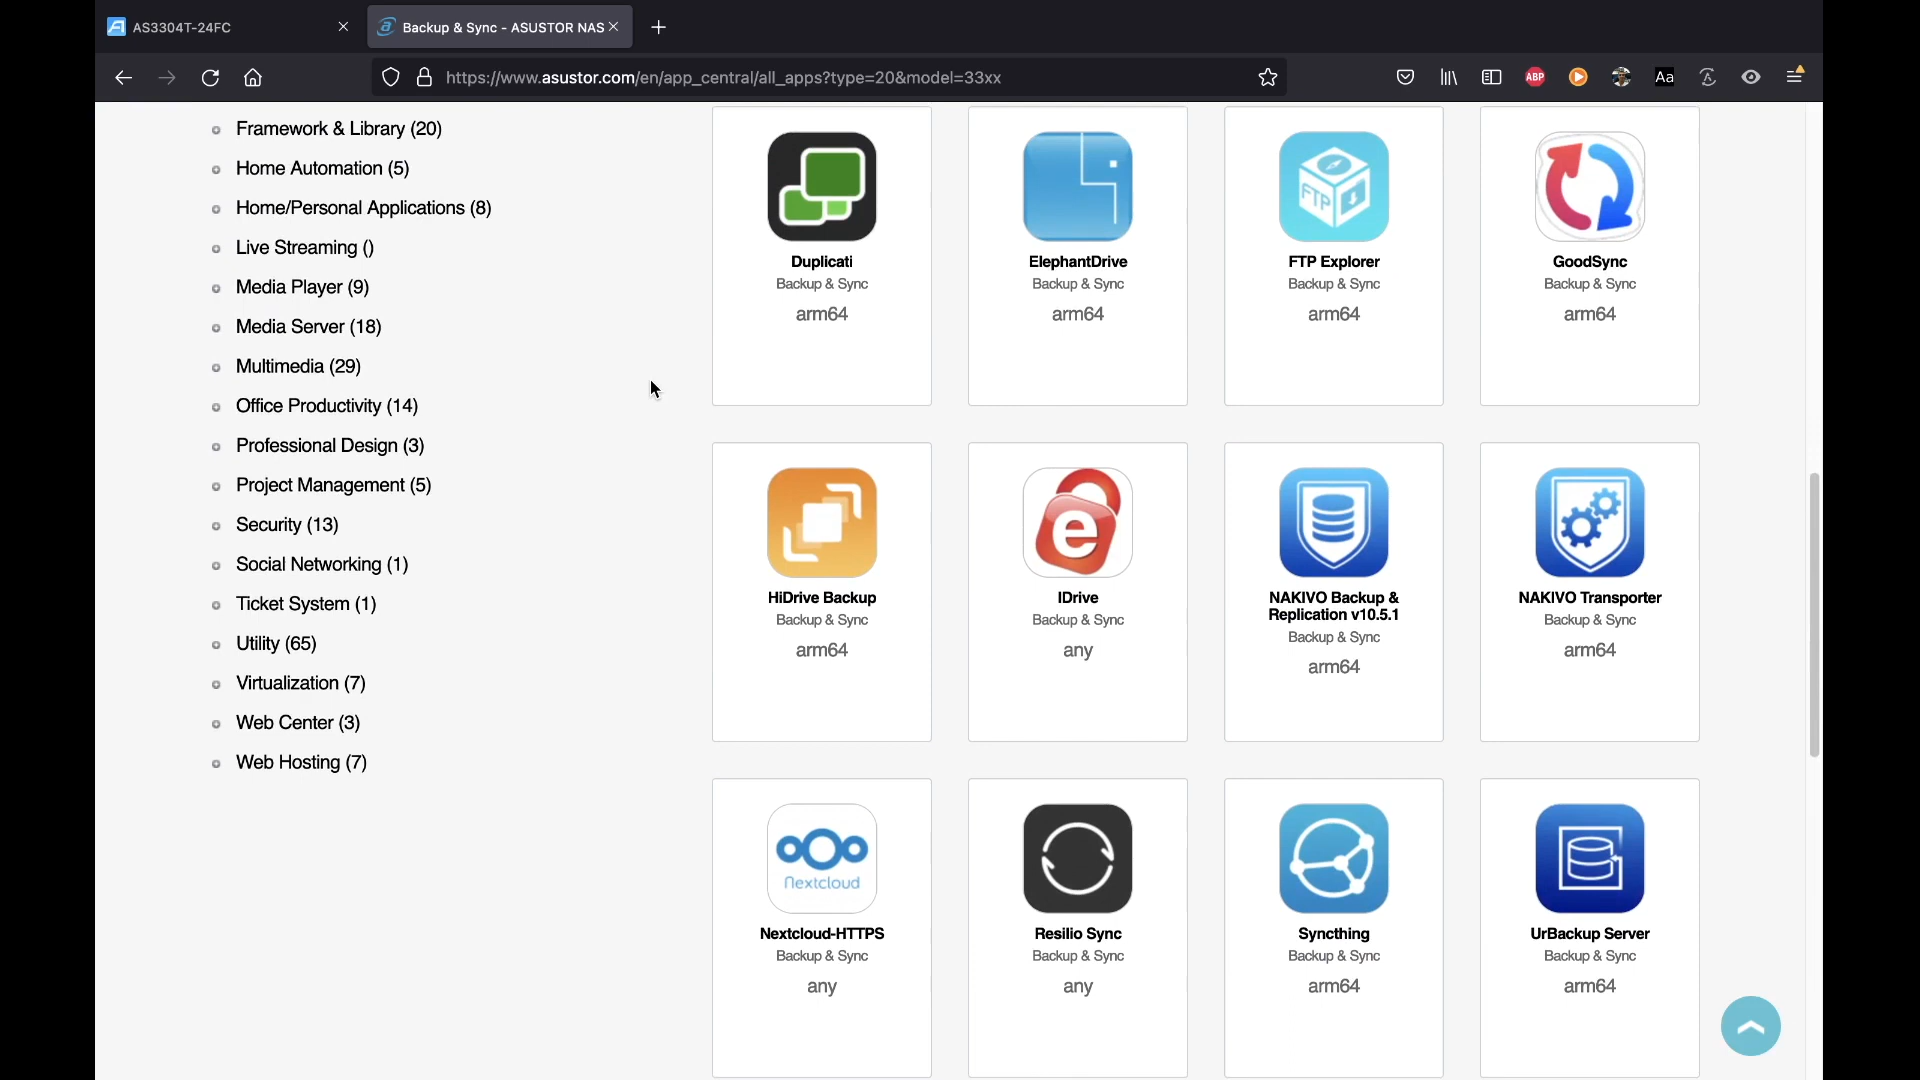 AS3304T-24FC
Backup & Sync - ASUSTOR NAS
https://www.asustor.com/en/app_central/all_apps?type=20&model=33xx
ABP
Aa
Framework & Library (20)
Home Automation (5)
Home/Personal Applications (8)
Live Streaming ()
Media Player (9)
Media Server (18)
Multimedia (29)
Office Productivity (14)
Professional Design (3)
Project Management (5)
Security (13)
Social Networking (1)
Ticket System (1)
Utility (65)
Virtualization (7)
Web Center (3)
Web Hosting (7)
Duplicati
Backup & Sync
arm64
ElephantDrive
Backup & Sync
arm64
FTP
FTP Explorer
Backup & Sync
arm64
GoodSync
Backup & Sync
arm64
HiDrive Backup
Backup & Sync
arm64
e
IDrive
Backup & Sync
any
NAKIVO Backup &
Replication v10.5.1
Backup & Sync
arm64
NAKIVO Transporter
Backup & Sync
arm64
Nextcloud
Nextcloud-HTTPS
Backup & Sync
any
Resilio Sync
Backup & Sync
any
Syncthing
Backup & Sync
arm64
UrBackup Server
Backup & Sync
arm64